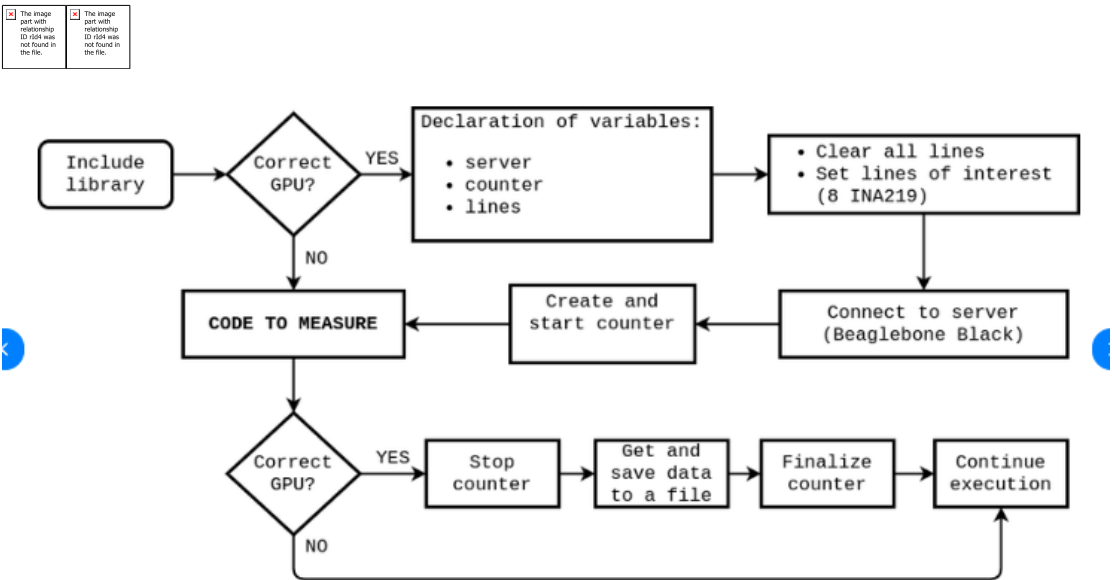 The image
part with
relationship
ID rId4 was
not found in
the file.
The image
part with
relationship
ID rId4 was
not found in
the file.
Include
library
Correct
GPU?
YES
Declaration of variables:
• server
• counter
• lines
• Clear all lines
• Set lines of interest
(8 INA219)
NO
CODE TO MEASURE
Create and
start counter
Connect to server
(Beaglebone Black)
Correct
GPU?
YES
Stop
counter
Get and
save data
to a file
Finalize
counter
Continue
execution
NO